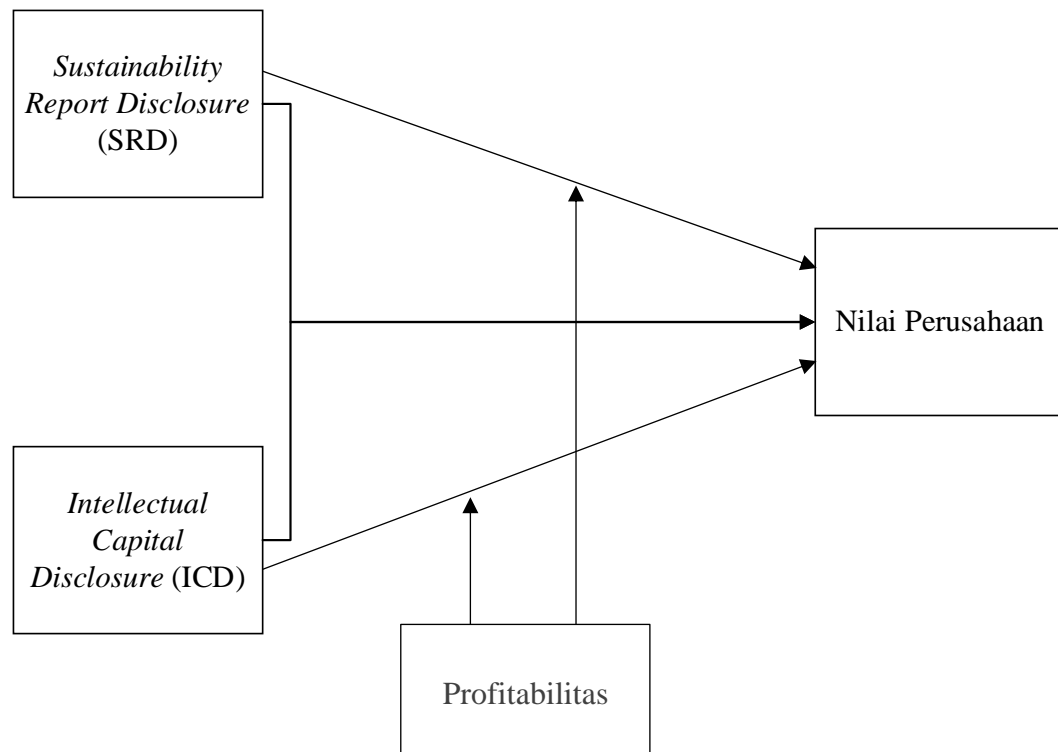 Sustainability
Report Disclosure
(SRD)
Nilai Perusahaan
Intellectual
Capital
Disclosure (ICD)
Profitabilitas